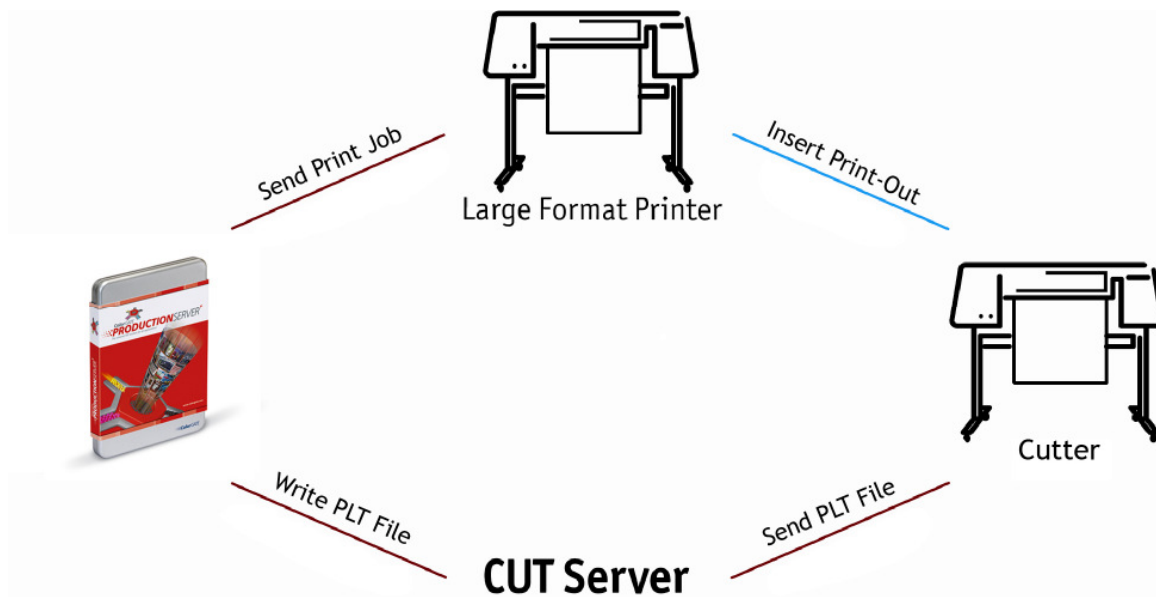 Send Print Job
Insert Print-Out
Large Format Printer
PRODUCTIONSERVER
Cutter
Write PLT File
Send PLT File
CUT Server